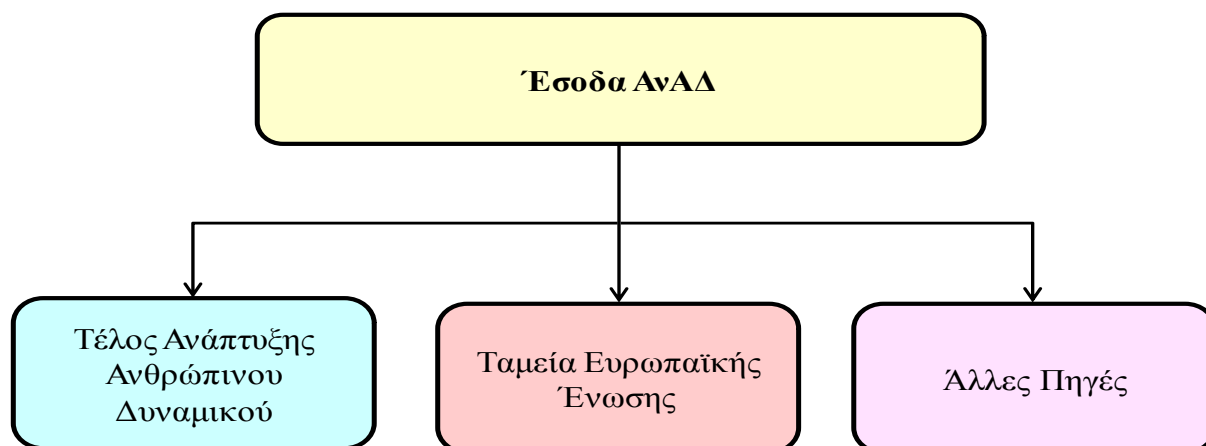 Έσοδα ΑνΑΔ
Τέλος Ανάπτυξης
Ανθρώπινου
Δυναμικού
Ταμεία Ευρωπαϊκής
Ένωσης
Άλλες Πηγές